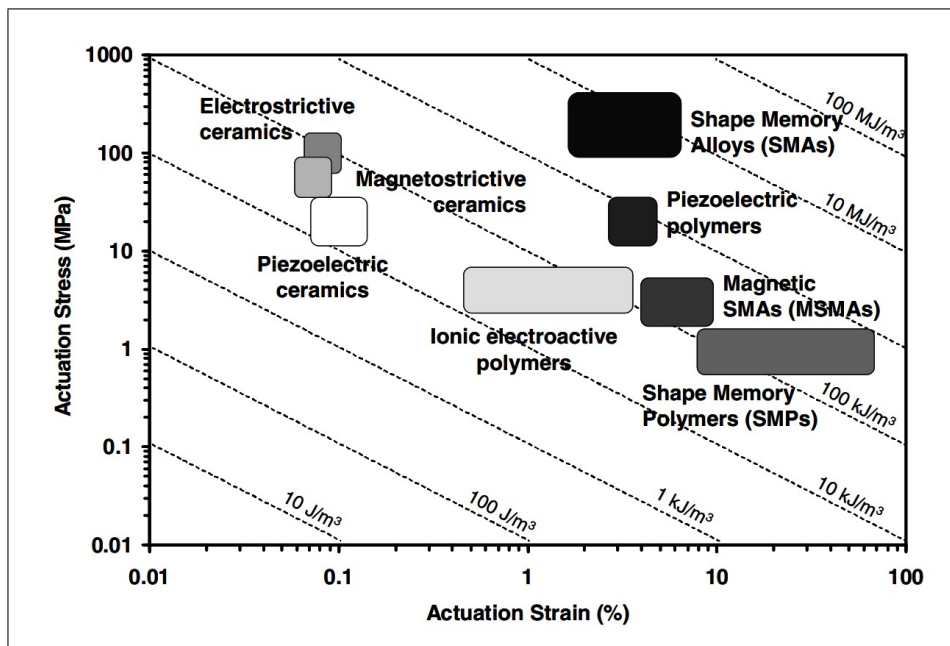 1000
100
10
1
0.1
0.01
Actuation Stress (MPa)
Electrostrictive
ceramics
Magnetostrictive
ceramics
Piezoelectric
ceramics
Shape Memory
Alloys (SMAs)
Piezoelectric
polymers
Magnetic
SMAs (MSMAs)
Ionic electroactive
polymers
Shape Memory
Polymers (SMPs)
100 MJ/m³
10 MJ/m³
100 kJ/m³
10 kJ/m³
1 kJ/m³
100 J/m³
10 J/m³
0.01
0.1
1
10
100
Actuation Strain (%)